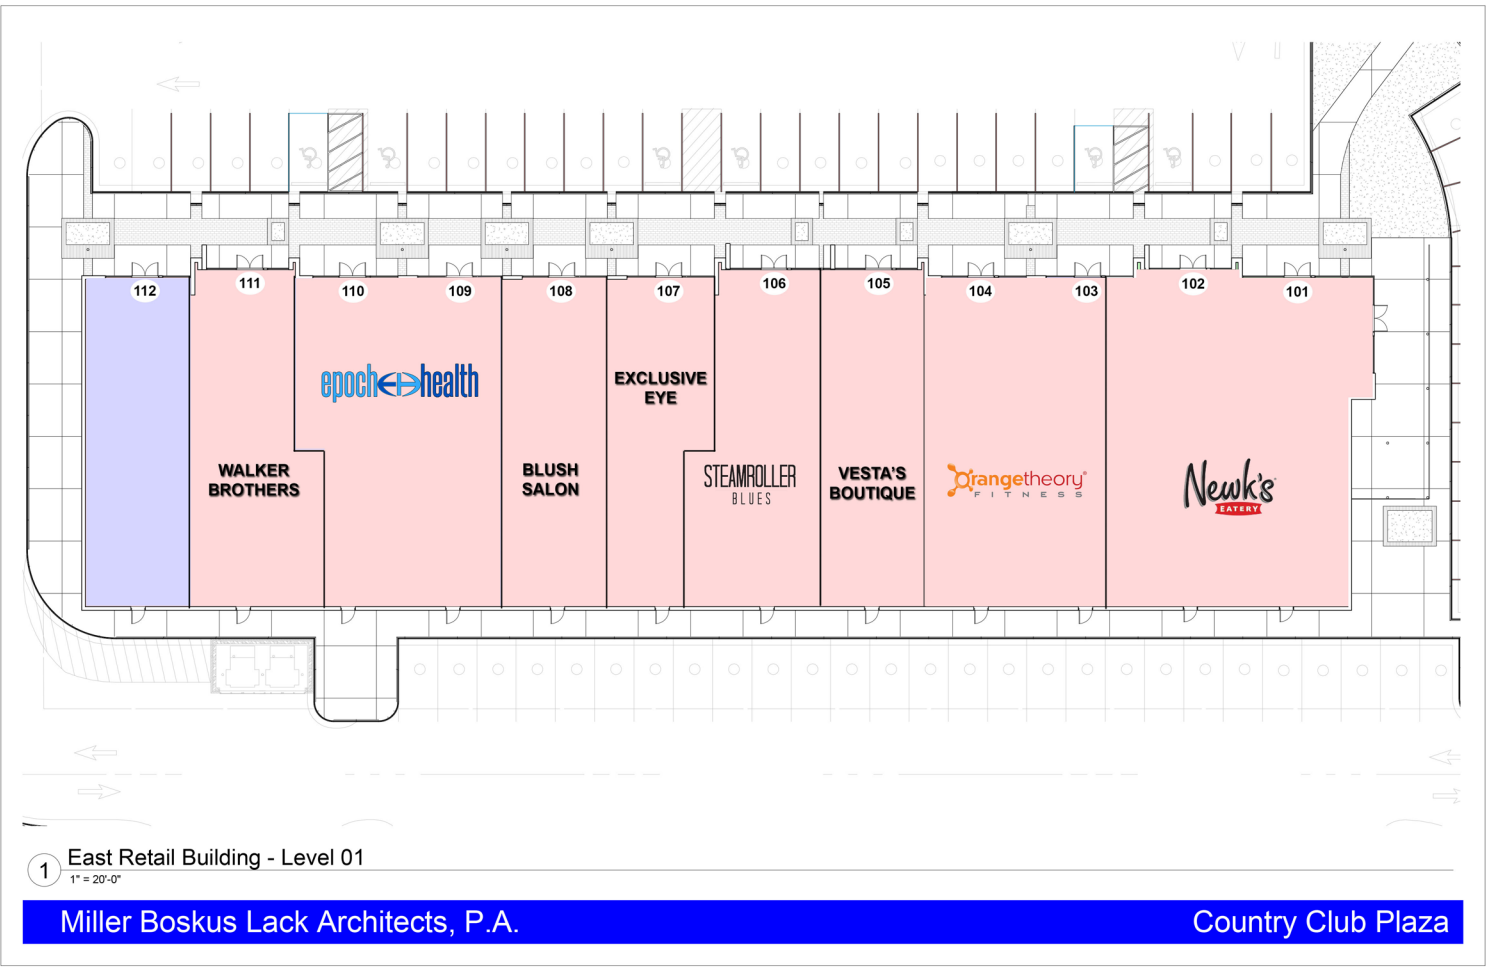 112
111
110
109
108
107
106
105
104
103
102
101
epoch health
EXCLUSIVE
EYE
WALKER
BROTHERS
BLUSH
SALON
STEAMROLLER
BLUES
VESTA'S
BOUTIQUE
Orangetheory®
FITNESS
Newk's
EATERY
1
East Retail Building - Level 01
1" = 20'-0"
Miller Boskus Lack Architects, P.A.
Country Club Plaza